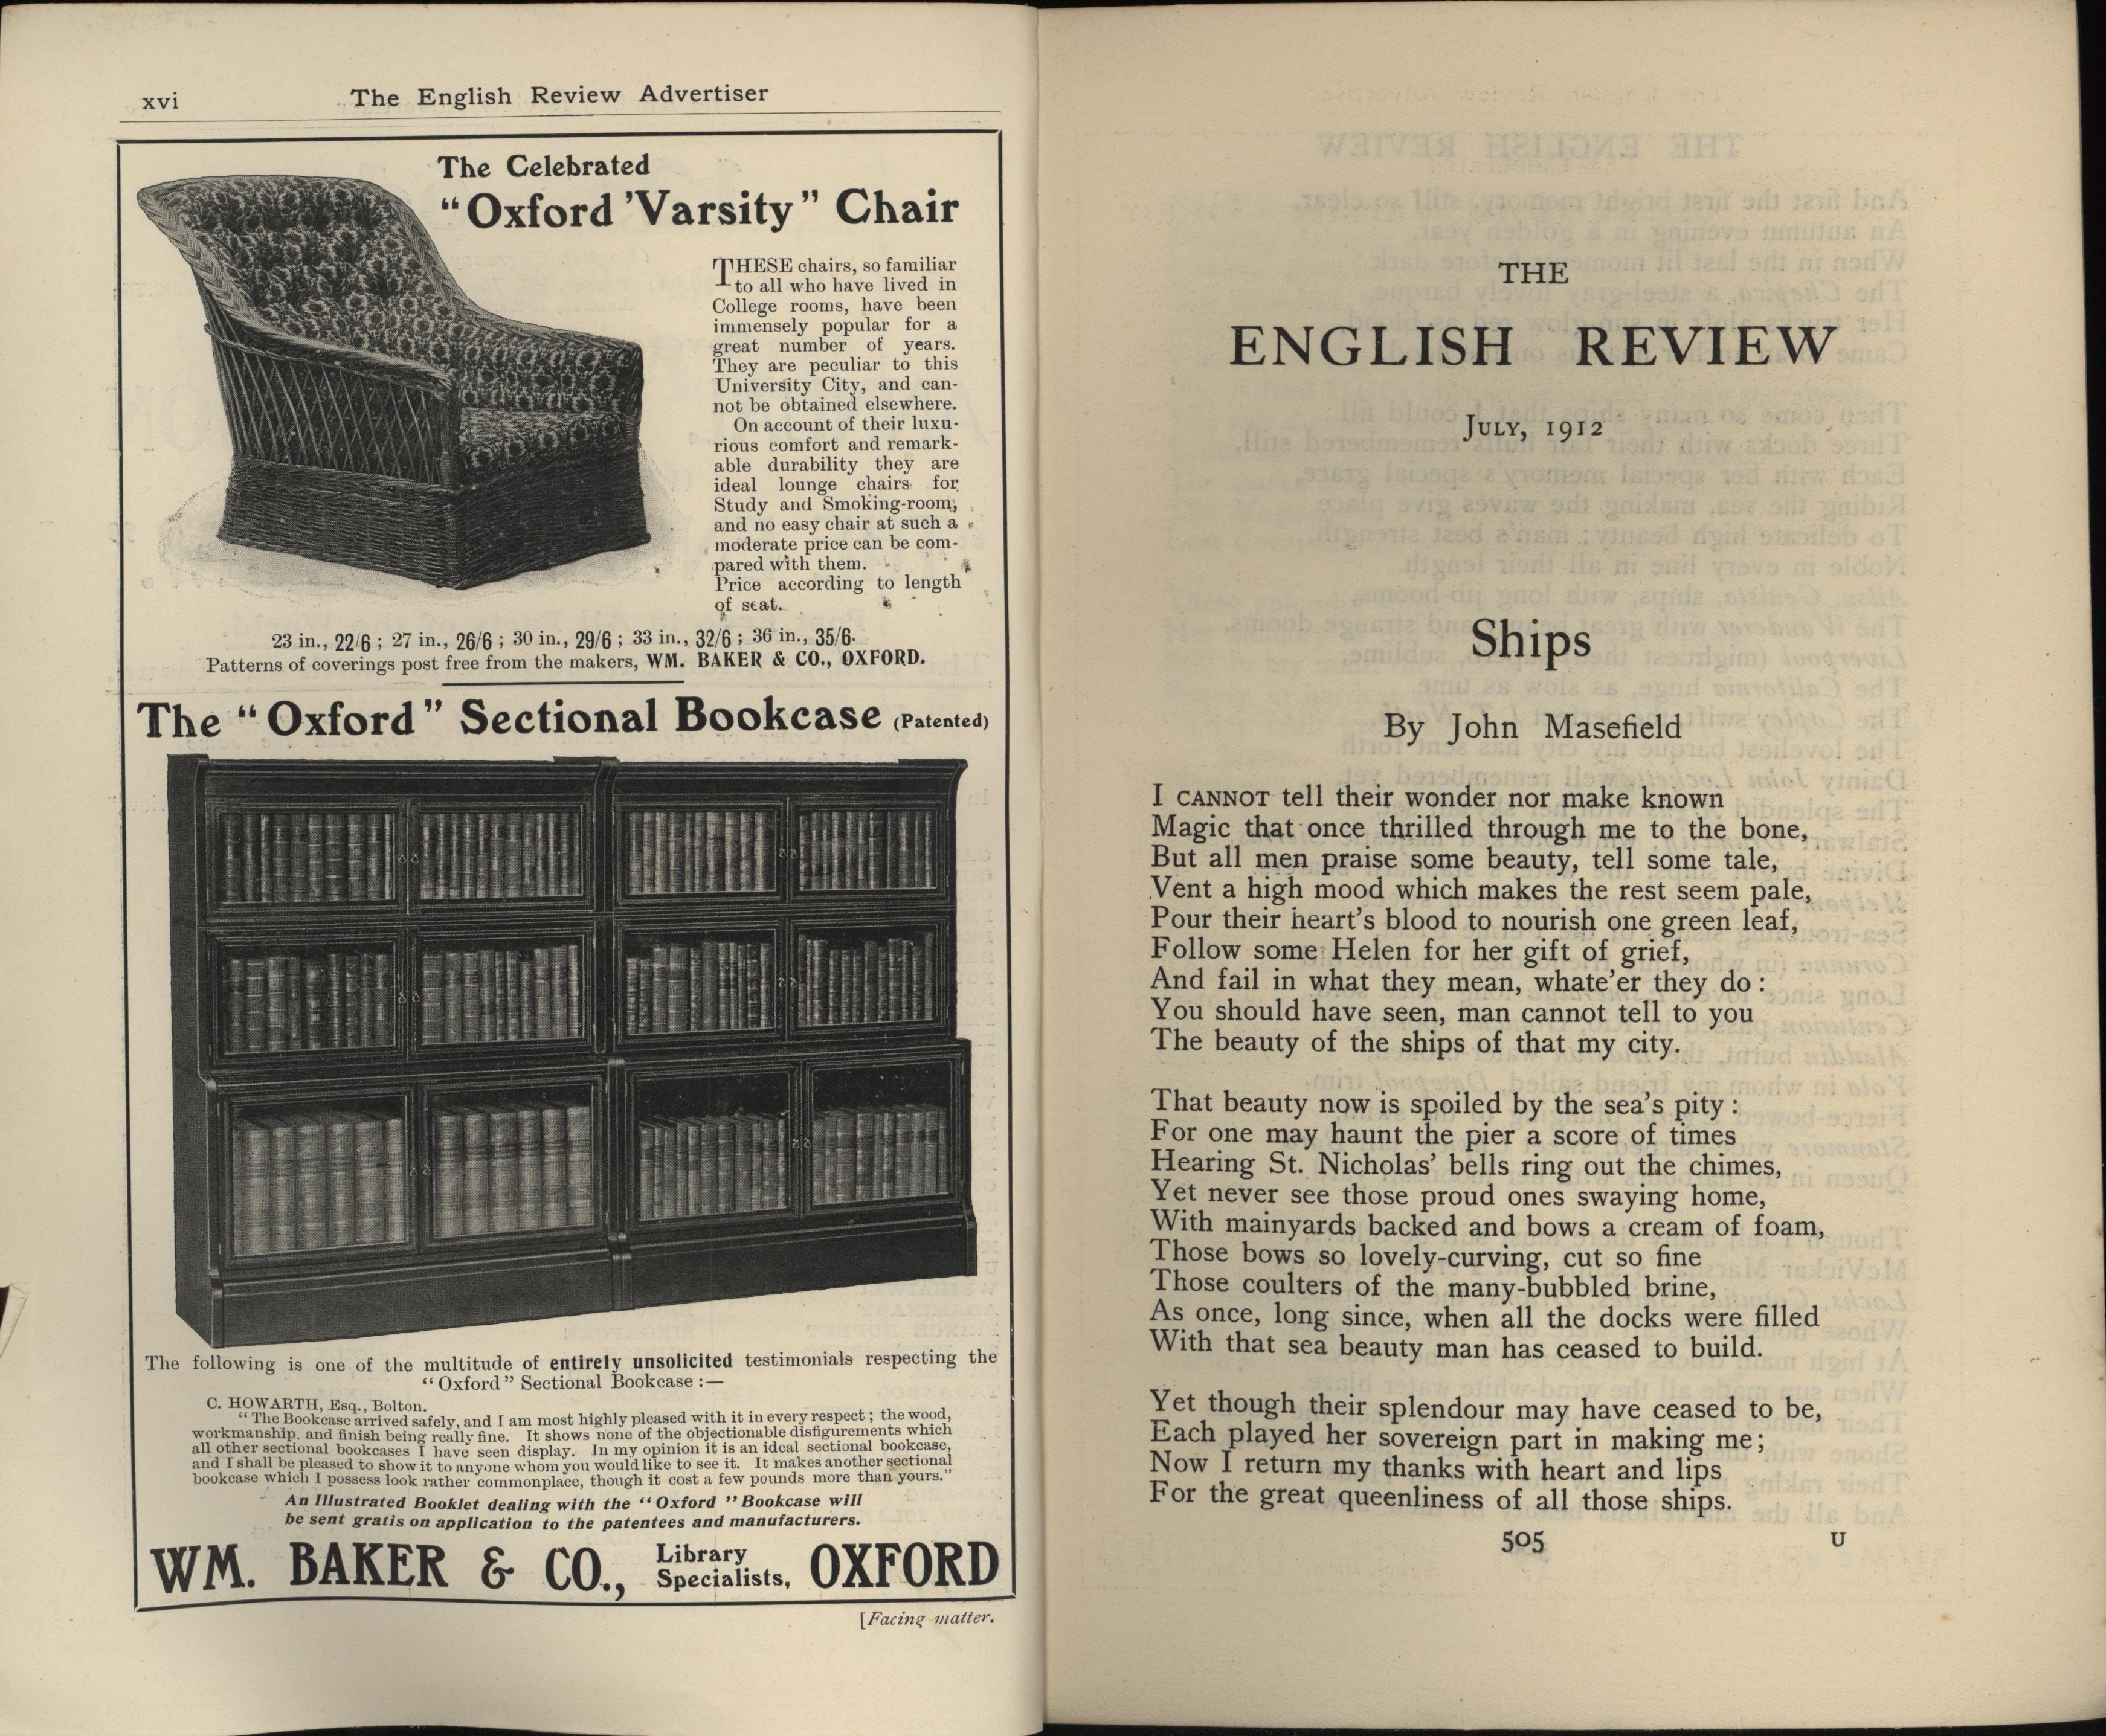 xvi
The English Review Advertiser
The Celebrated
"Oxford 'Varsity" Chair
THESE chairs, so familiar
to all who have lived in
College rooms, have been
immensely popular for a
great number of years.
They are peculiar to this
University City, and can-
not be obtained elsewhere.
On account of their luxu-
rious comfort and remark-
able durability they are
ideal lounge chairs for
Study and Smoking-room,
and no easy chair at such a
moderate price can be com-
pared with them.
Price according to length
of seat.
23 in., 22/6 ; 27 in., 26/6 ; 30 in., 29/6 ; 33 in., 32/6 ; 36 in., 35/6.
Patterns of coverings post free from the makers, WM. BAKER & CO., OXFORD.
The "Oxford" Sectional Bookcase (Patented)
The following is one of the multitude of entirely unsolicited testimonials respecting the
"Oxford" Sectional Bookcase :—
C. HOWARTH, Esq., Bolton.
"The Bookcase arrived safely, and I am most highly pleased with it in every respect ; the wood,
workmanship, and finish being really fine. It shows none of the objectionable disfigurements which
all other sectional bookcases I have seen display. In my opinion it is an ideal sectional bookcase,
and I shall be pleased to show it to anyone whom you would like to see it. It makes another sectional
bookcase which I possess look rather commonplace, though it cost a few pounds more than yours."
An Illustrated Booklet dealing with the "Oxford" Bookcase will
be sent gratis on application to the patentees and manufacturers.
WM. BAKER & CO., Library Specialists, OXFORD
[Facing matter.
THE
ENGLISH REVIEW
JULY, 1912
Ships
By John Masefield
I CANNOT tell their wonder nor make known
Magic that once thrilled through me to the bone,
But all men praise some beauty, tell some tale,
Vent a high mood which makes the rest seem pale,
Pour their heart's blood to nourish one green leaf,
Follow some Helen for her gift of grief,
And fail in what they mean, whate'er they do :
You should have seen, man cannot tell to you
The beauty of the ships of that my city.
That beauty now is spoiled by the sea's pity :
For one may haunt the pier a score of times
Hearing St. Nicholas' bells ring out the chimes,
Yet never see those proud ones swaying home,
With mainyards backed and bows a cream of foam,
Those bows so lovely-curving, cut so fine
Those coulters of the many-bubbled brine,
As once, long since, when all the docks were filled
With that sea beauty man has ceased to build.
Yet though their splendour may have ceased to be,
Each played her sovereign part in making me ;
Now I return my thanks with heart and lips
For the great queenliness of all those ships.
505
U